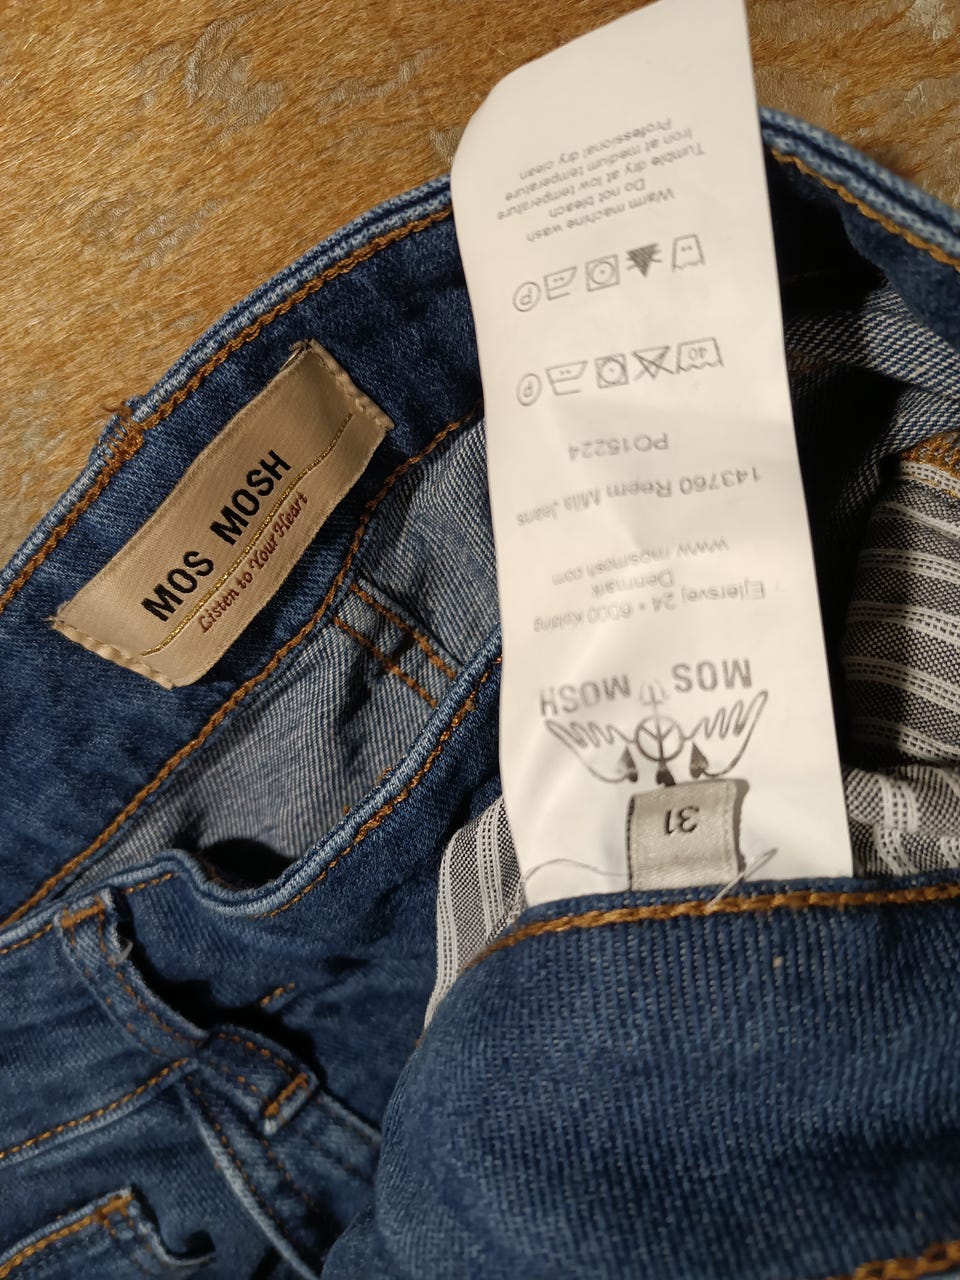 MOS MOSH
Listen to Your Heart
31
MOS MOSH
Ejlersvej 24 • 6000 Kolding
Denmark
www.mosmosh.com
143760 Repm Mila Jeans
PO15224
40
P
P
Warm machine wash
Do not bleach
Tumble dry at low temperature
Iron at medium temperature
Professional dry clean